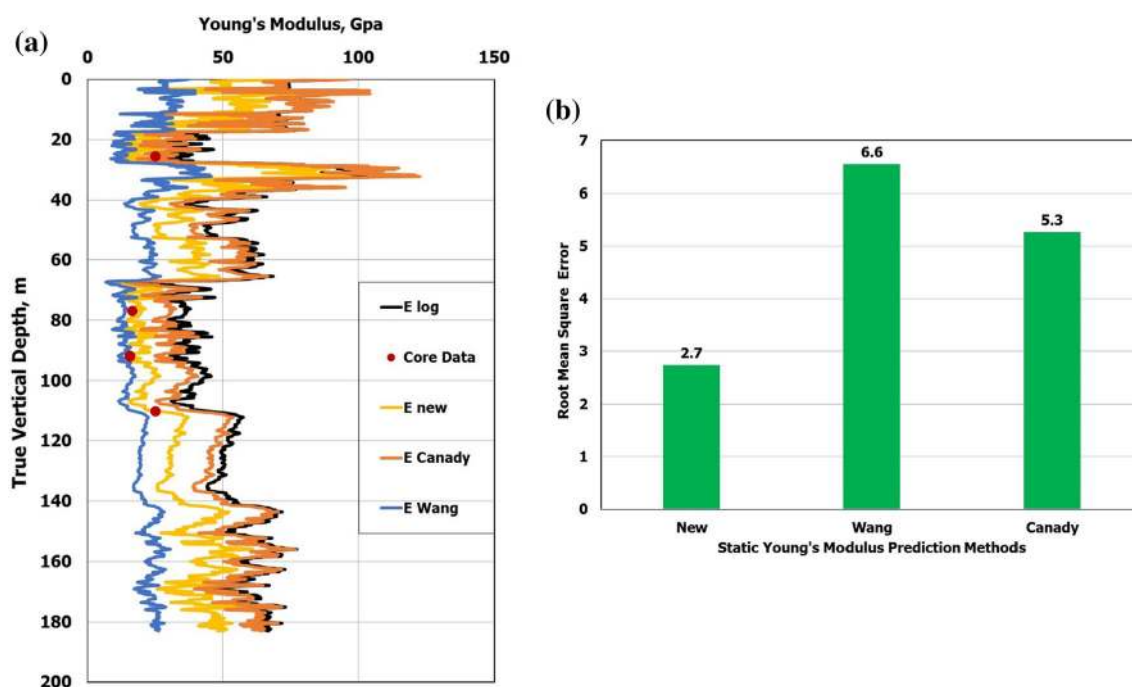 (a)
Young's Modulus, Gpa
0 50 100 150
0
20
40
60
80
100
120
140
160
180
200
True Vertical Depth, m
E log
Core Data
E new
E Canady
E Wang
(b)
7
6
5
4
3
2
1
0
Root Mean Square Error
2.7
6.6
5.3
New Wang Canady
Static Young's Modulus Prediction Methods